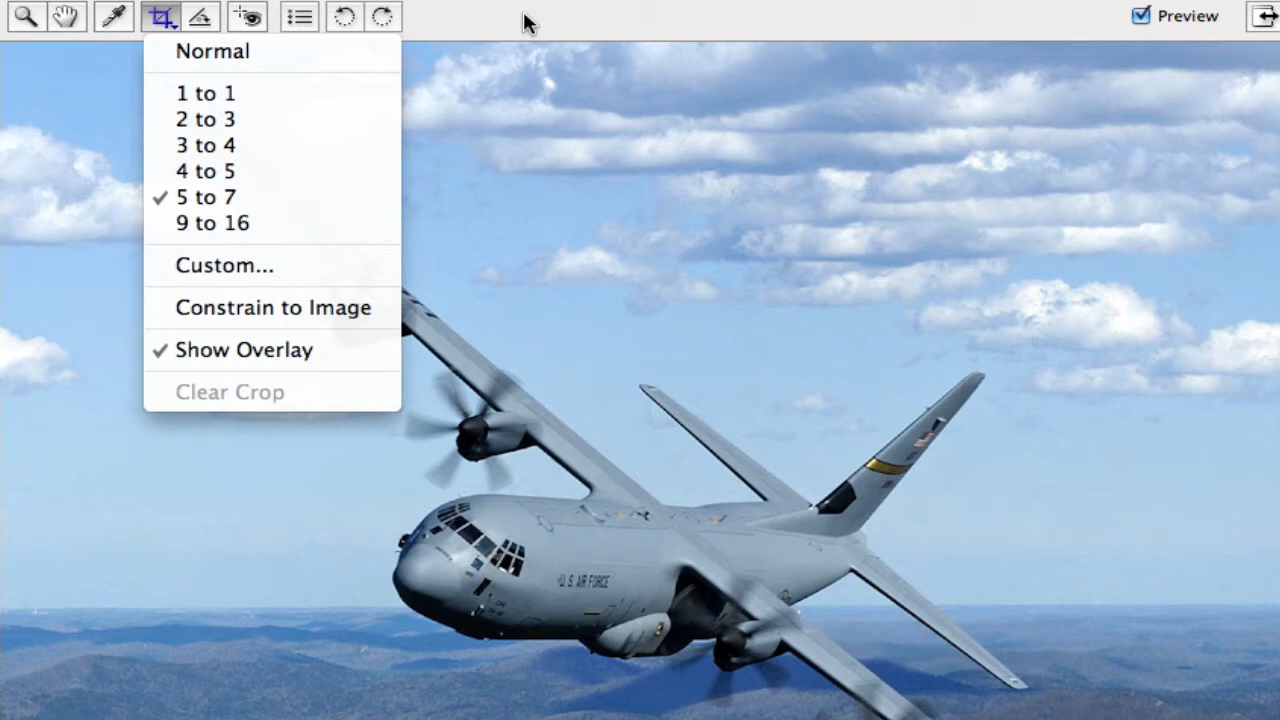 Preview
Normal
1 to 1
2 to 3
3 to 4
4 to 5
5 to 7
9 to 16
Custom...
Constrain to Image
Show Overlay
Clear Crop
U. S. AIR FORCE